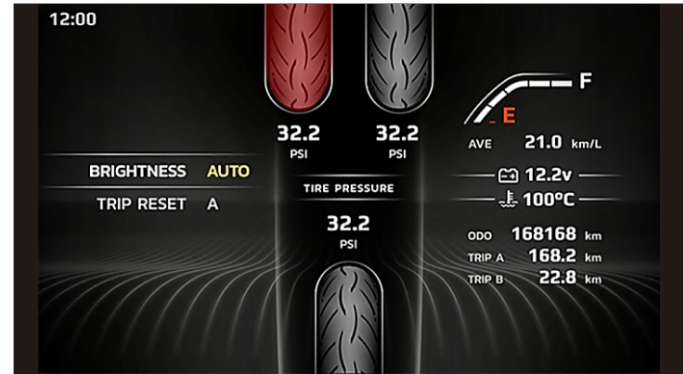 12:00
F
E
32.2
PSI
32.2
PSI
AVE 21.0 km/L
BRIGHTNESS AUTO
12.2v
TIRE PRESSURE
TRIP RESET A
100°C
32.2
PSI
ODO 168168 km
TRIP A 168.2 km
TRIP B 22.8 km